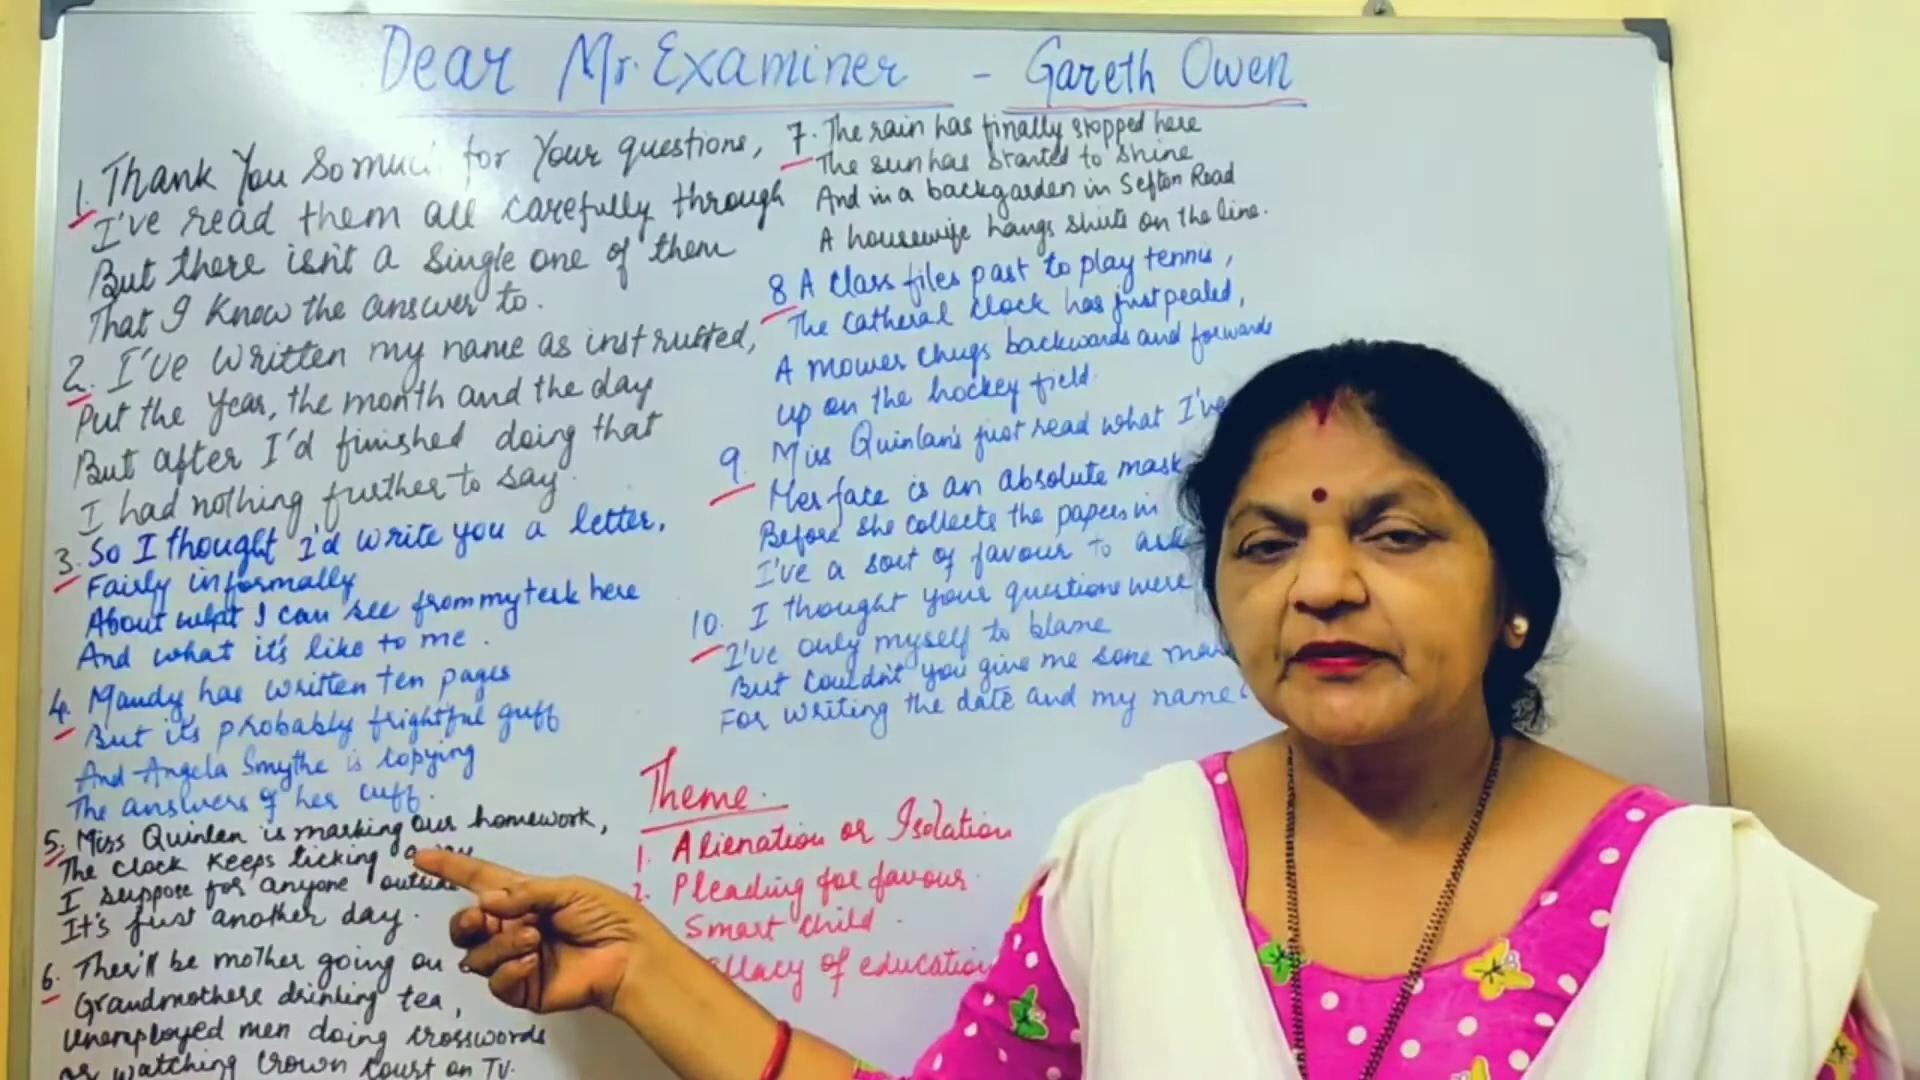 Dear Mr. Examiner - Gareth Owen
1. Thank You so much for Your questions,
I've read them all carefully through
But there isn't a single one of them
That I know the answer to.
2. I've written my name as instructed,
Put the Year, the month and the day
But after I'd finished doing that
I had nothing further to say.
3. So I thought I'd write you a letter.
Fairly informally
About what I can see from my here
And what it's like to me.
4. Mandy has written ten pages
But it's probably frightful guff
And Angela Smythe is copying
The answers of her cuff.
5. Miss Quinlan is marking our homework,
The clock keeps ticking
I suppose for anyone
It's just another day.
6. Ther'll be mother going on
Grandmothers drinking tea,
Unemployed men doing crosswords
or watching Crown Court on TV.
7. The rain has finally stopped here
The sun has started to shine
And in a backgarden in Sefton Road
A housewife hangs shirts on the line.
8 A class files past to play tennis,
The catheral clock has just pealed,
A mower chugs backwards and forwards
up on the hockey field.
9. Miss Quinlan's just read what I've
Her face is an absolute mask
Before she collects the papers in
I've a sort of favour to ask
10. I thought your questions were
I've only myself to blame
But couldn't you give me some
For writing the date and my name
Theme.
1. Alienation or Isolation
2. Pleading for favour
Smart child.
of education